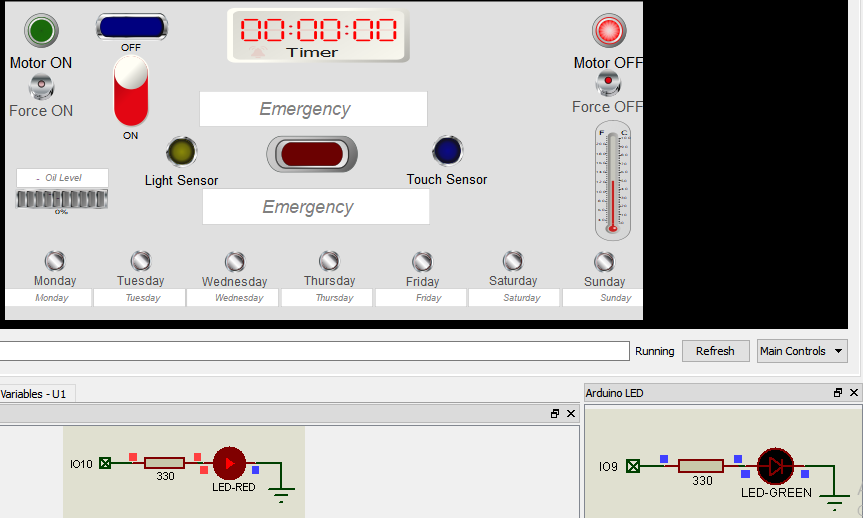 OFF
00:00:00
Timer
Motor ON
Motor OFF
Force ON
Force OFF
Emergency
ON
F C
Light Sensor
Touch Sensor
- Oil Level
0%
Emergency
Monday Tuesday Wednesday Thursday Friday Saturday Sunday
Monday Tuesday Wednesday Thursday Friday Saturday Sunday
Running Refresh Main Controls
Variables - U1
Arduino LED
IO10
330
LED-RED
IO9
330
LED-GREEN